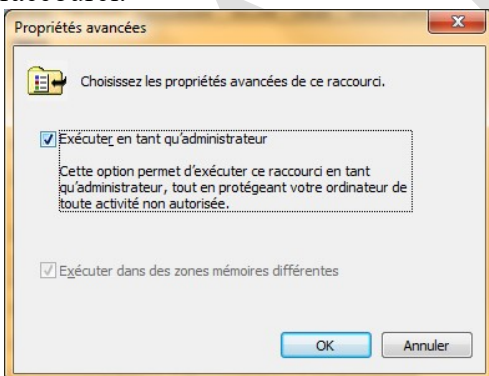 Propriétés avancées
Choisissez les propriétés avancées de ce raccourci.
Exécuter en tant qu'administrateur
Cette option permet d'exécuter ce raccourci en tant
qu'administrateur, tout en protégeant votre ordinateur de
toute activité non autorisée.
Exécuter dans des zones mémoires différentes
OK
Annuler